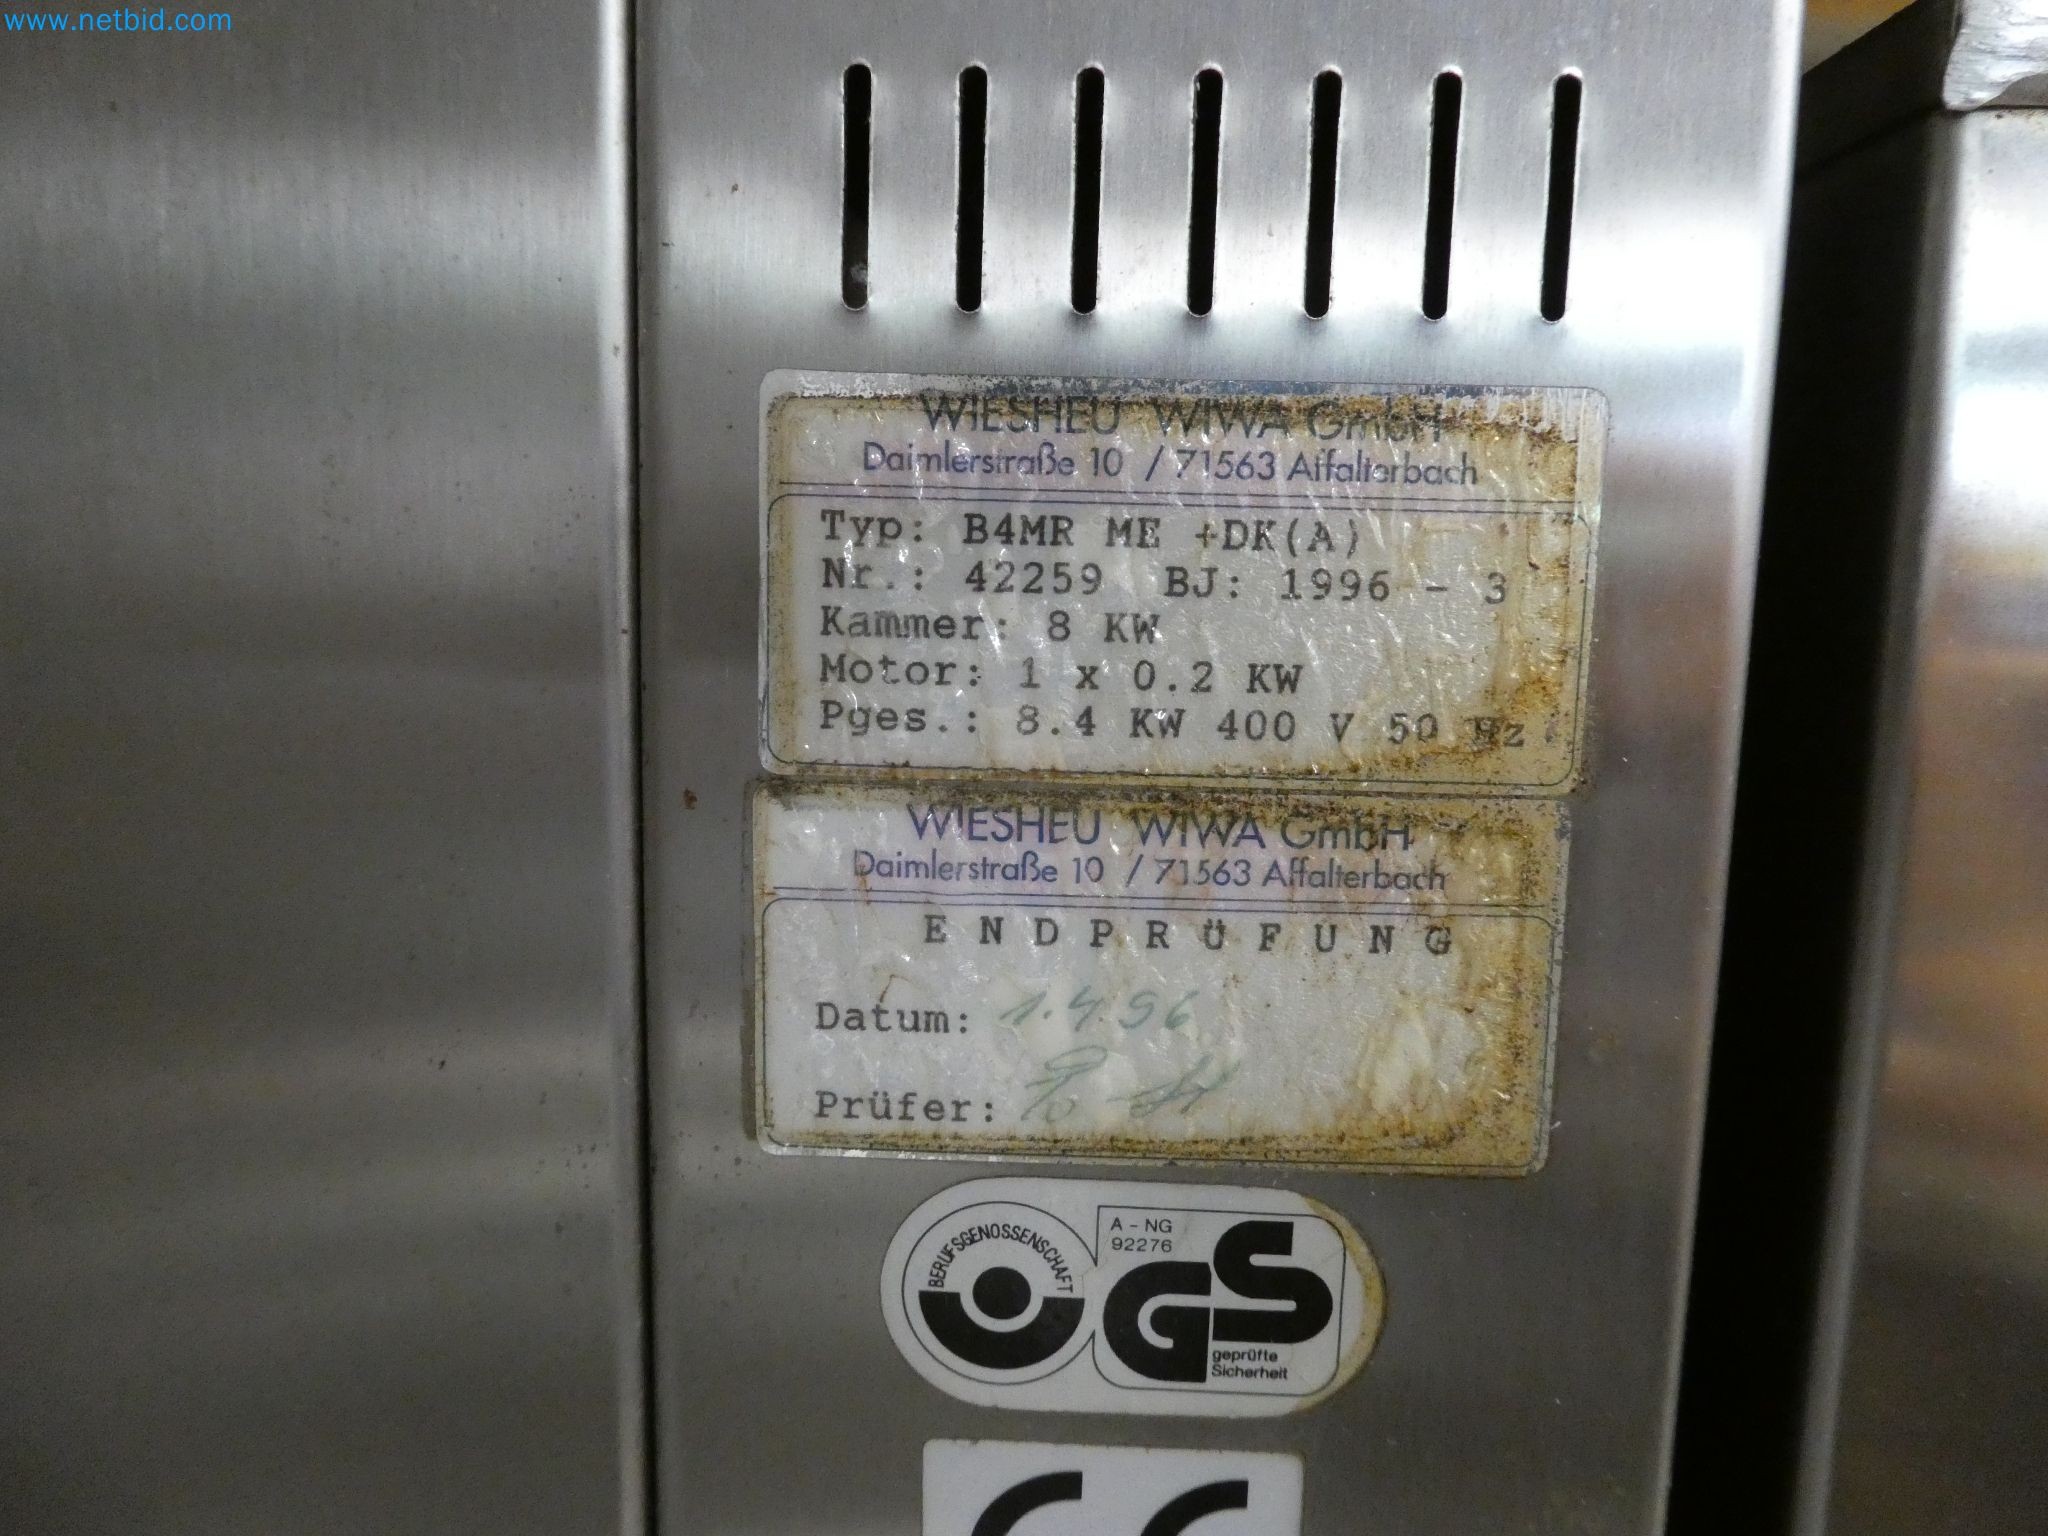 www.netbid.com
WIESHEU WIWA GmbH
Daimlerstraße 10 / 71563 Affalterbach
Typ: B4MR ME +DK(A)
Nr.: 42259 BJ: 1996 - 3
Kammer: 8 KW
Motor: 1 x 0.2 KW
Pges.: 8.4 KW 400 V 50 Hz
WIESHEU WIWA GmbH
Daimlerstraße 10 / 71563 Affalterbach
ENDPRÜFUNG
Datum: 1.4.96
Prüfer:
BERUFSGENOSSENSCHAFT
A - NG
92276
GS
geprüfte
Sicherheit
CE